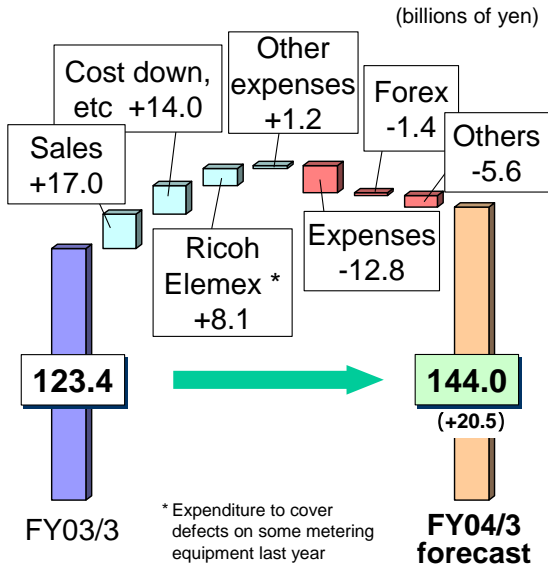 (billions of yen)
Other
expenses
+1.2
Cost down,
etc +14.0
Forex
-1.4
Others
-5.6
Sales
+17.0
Ricoh
Elemex *
+8.1
Expenses
-12.8
123.4
144.0
(+20.5)
* Expenditure to cover
defects on some metering
equipment last year
FY03/3
FY04/3
forecast